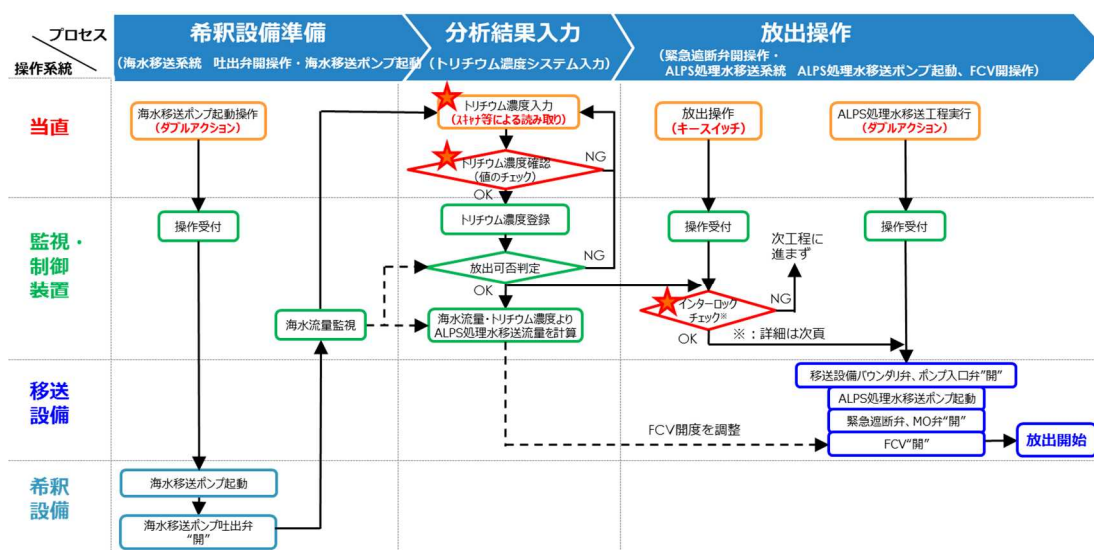 プロセス
操作系統
希釈設備準備
(海水移送系統 吐出弁開操作・海水移送ポンプ起動)
分析結果入力
(トリチウム濃度システム入力)
放出操作
(緊急遮断弁開操作・
ALPS処理水移送系統 ALPS処理水移送ポンプ起動、FCV開操作)
当直
海水移送ポンプ起動操作
(ダブルアクション)
トリチウム濃度入力
(スキャナ等による読み取り)
トリチウム濃度確認
(値のチェック)
NG
OK
放出操作
(キースイッチ)
ALPS処理水移送工程実行
(ダブルアクション)
監視・
制御
装置
操作受付
トリチウム濃度登録
放出可否判定
NG
OK
海水流量監視
海水流量・トリチウム濃度より
ALPS処理水移送流量を計算
操作受付
次工程に
進まず
インターロック
チェック※
NG
OK
※:詳細は次頁
操作受付
移送
設備
移送設備バウンダリ弁、ポンプ入口弁"開"
ALPS処理水移送ポンプ起動
緊急遮断弁、MO弁"開"
FCV開度を調整
FCV"開"
放出開始
希釈
設備
海水移送ポンプ起動
海水移送ポンプ吐出弁
"開"